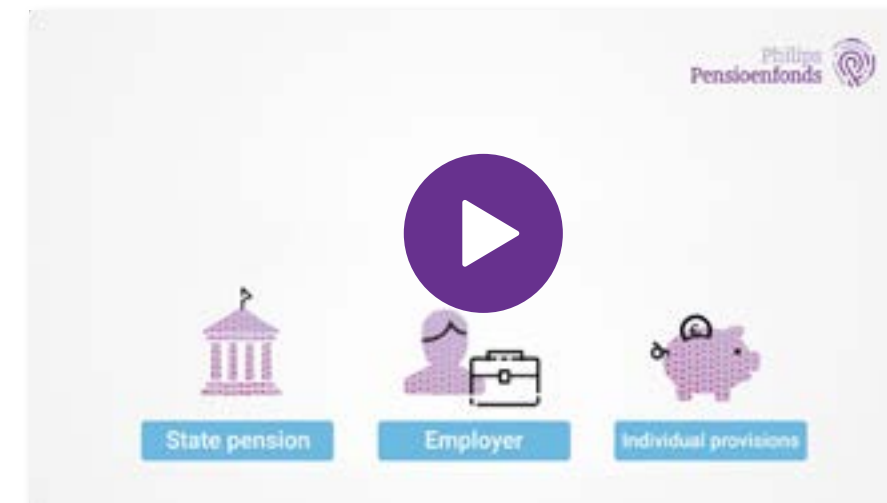 Philips
Pensioenfonds
State pension
Employer
Individual provisions